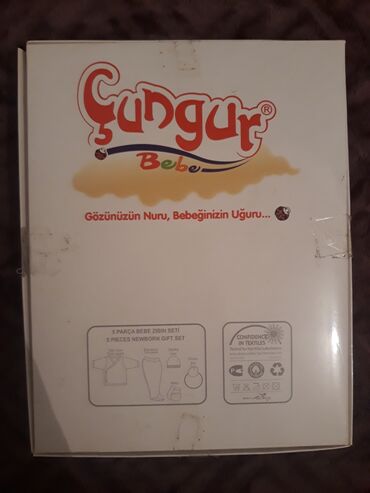 Çungur®
Bebe
Gözünüzün Nuru, Bebeğinizin Uğuru...
5 PARÇA BEBE ZIBIN SETİ
5 PIECES NEWBORN GIFT SET
CONFIDENCE
IN TEXTILES